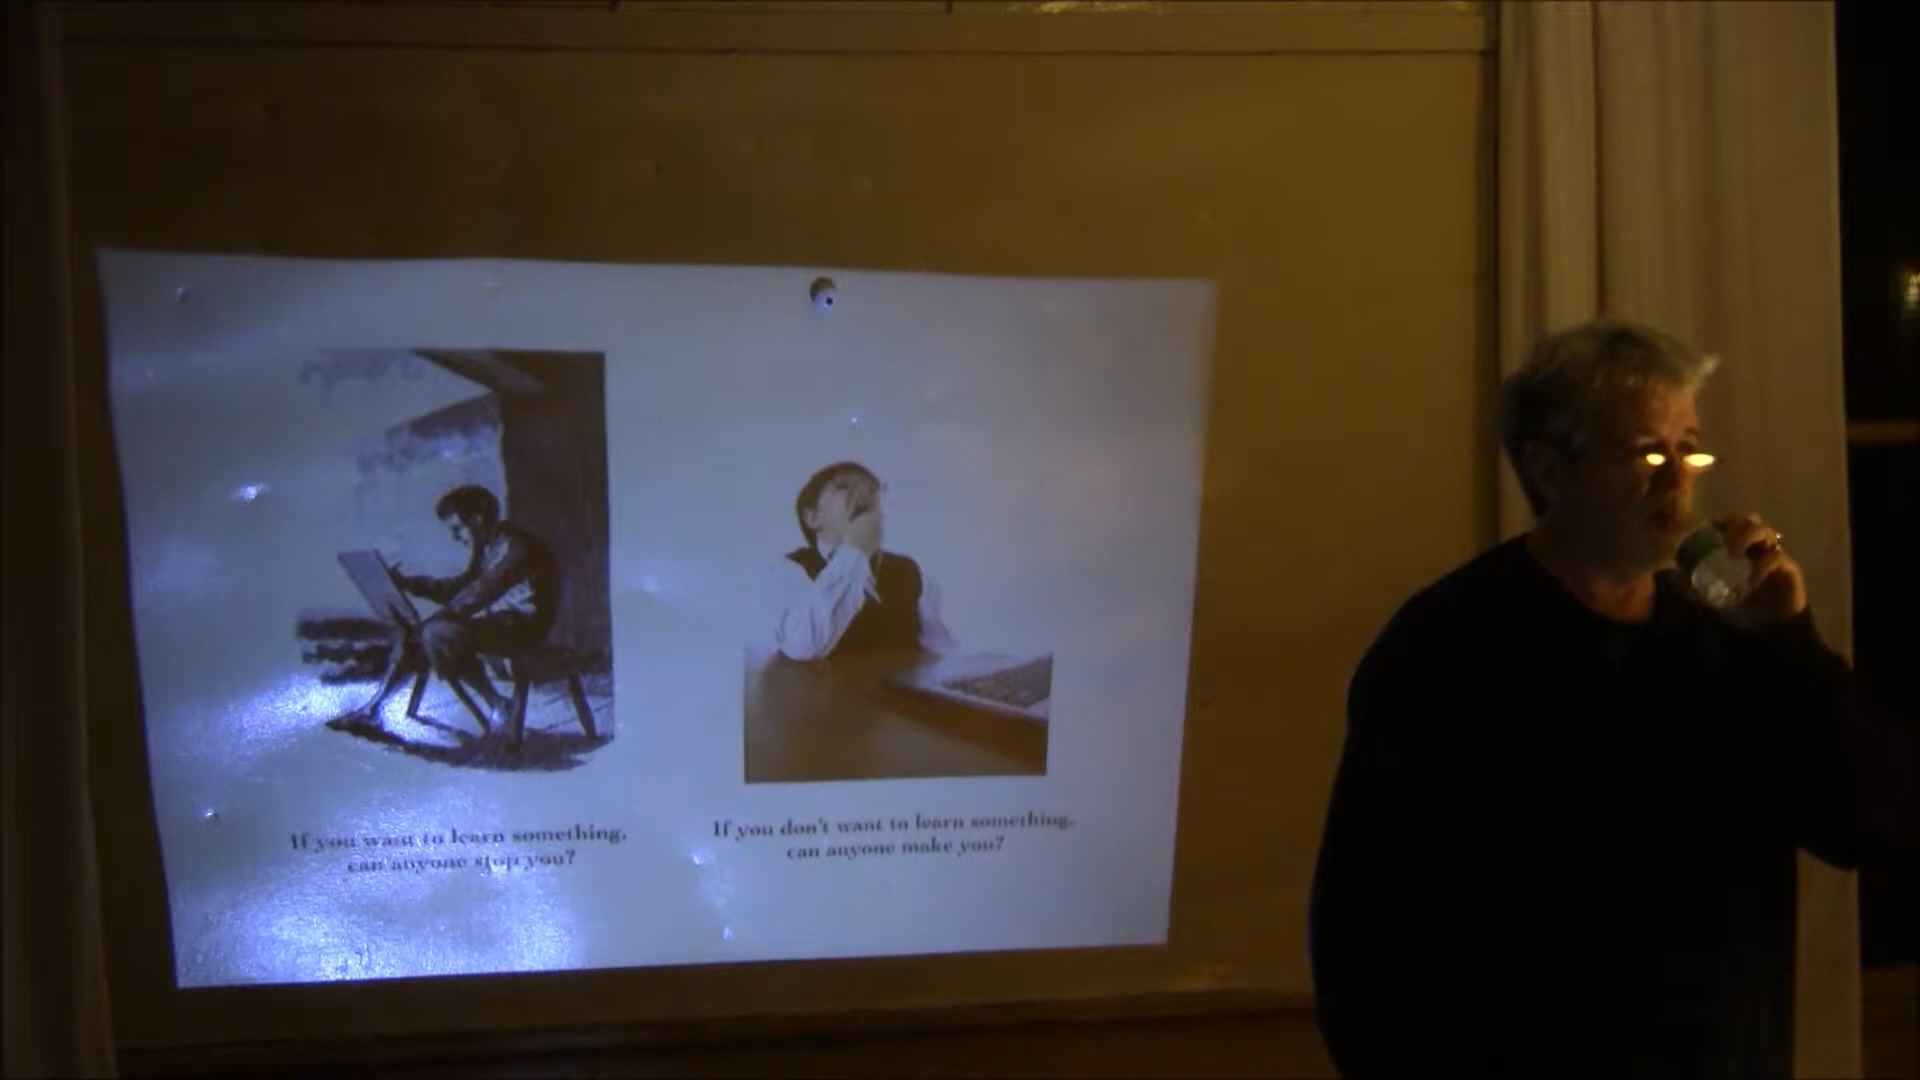 If you want to learn something,
can anyone stop you?
If you don't want to learn something,
can anyone make you?